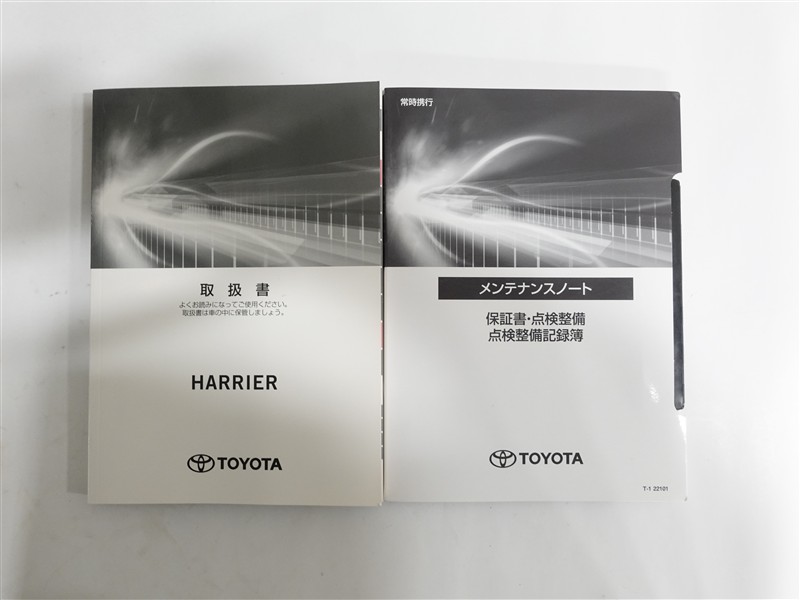 取扱書
よくお読みになってご使用ください。
取扱書は車の中に保管しましょう。
HARRIER
TOYOTA
常時携行
メンテナンスノート
保証書・点検整備
点検整備記録簿
TOYOTA
T-1 22101